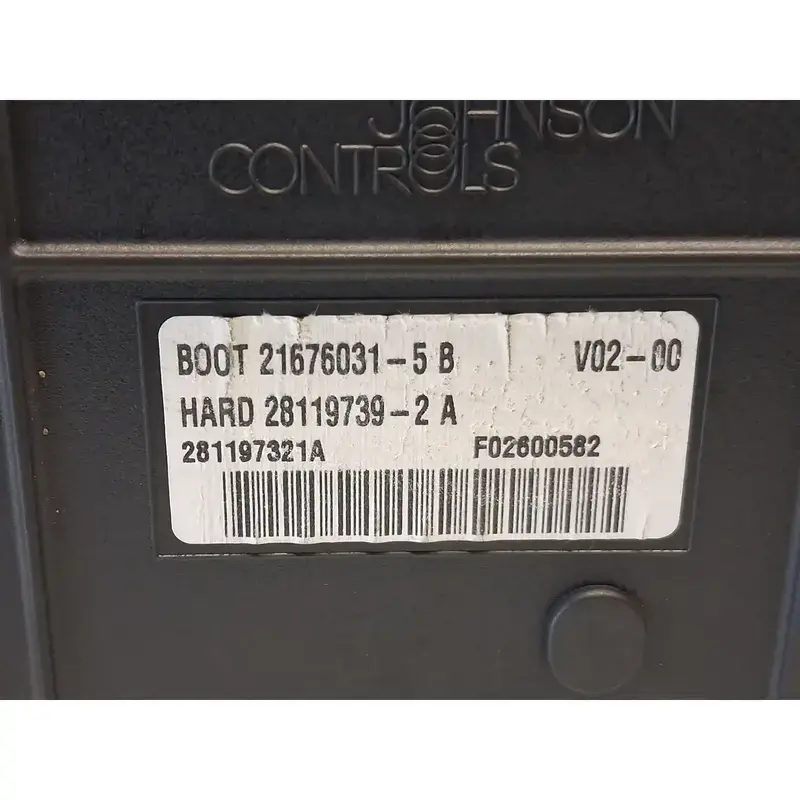 JOHNSON
CONTROLS
BOOT 21676031-5 B V02-00
HARD 28119739-2 A
281197321A F02600582